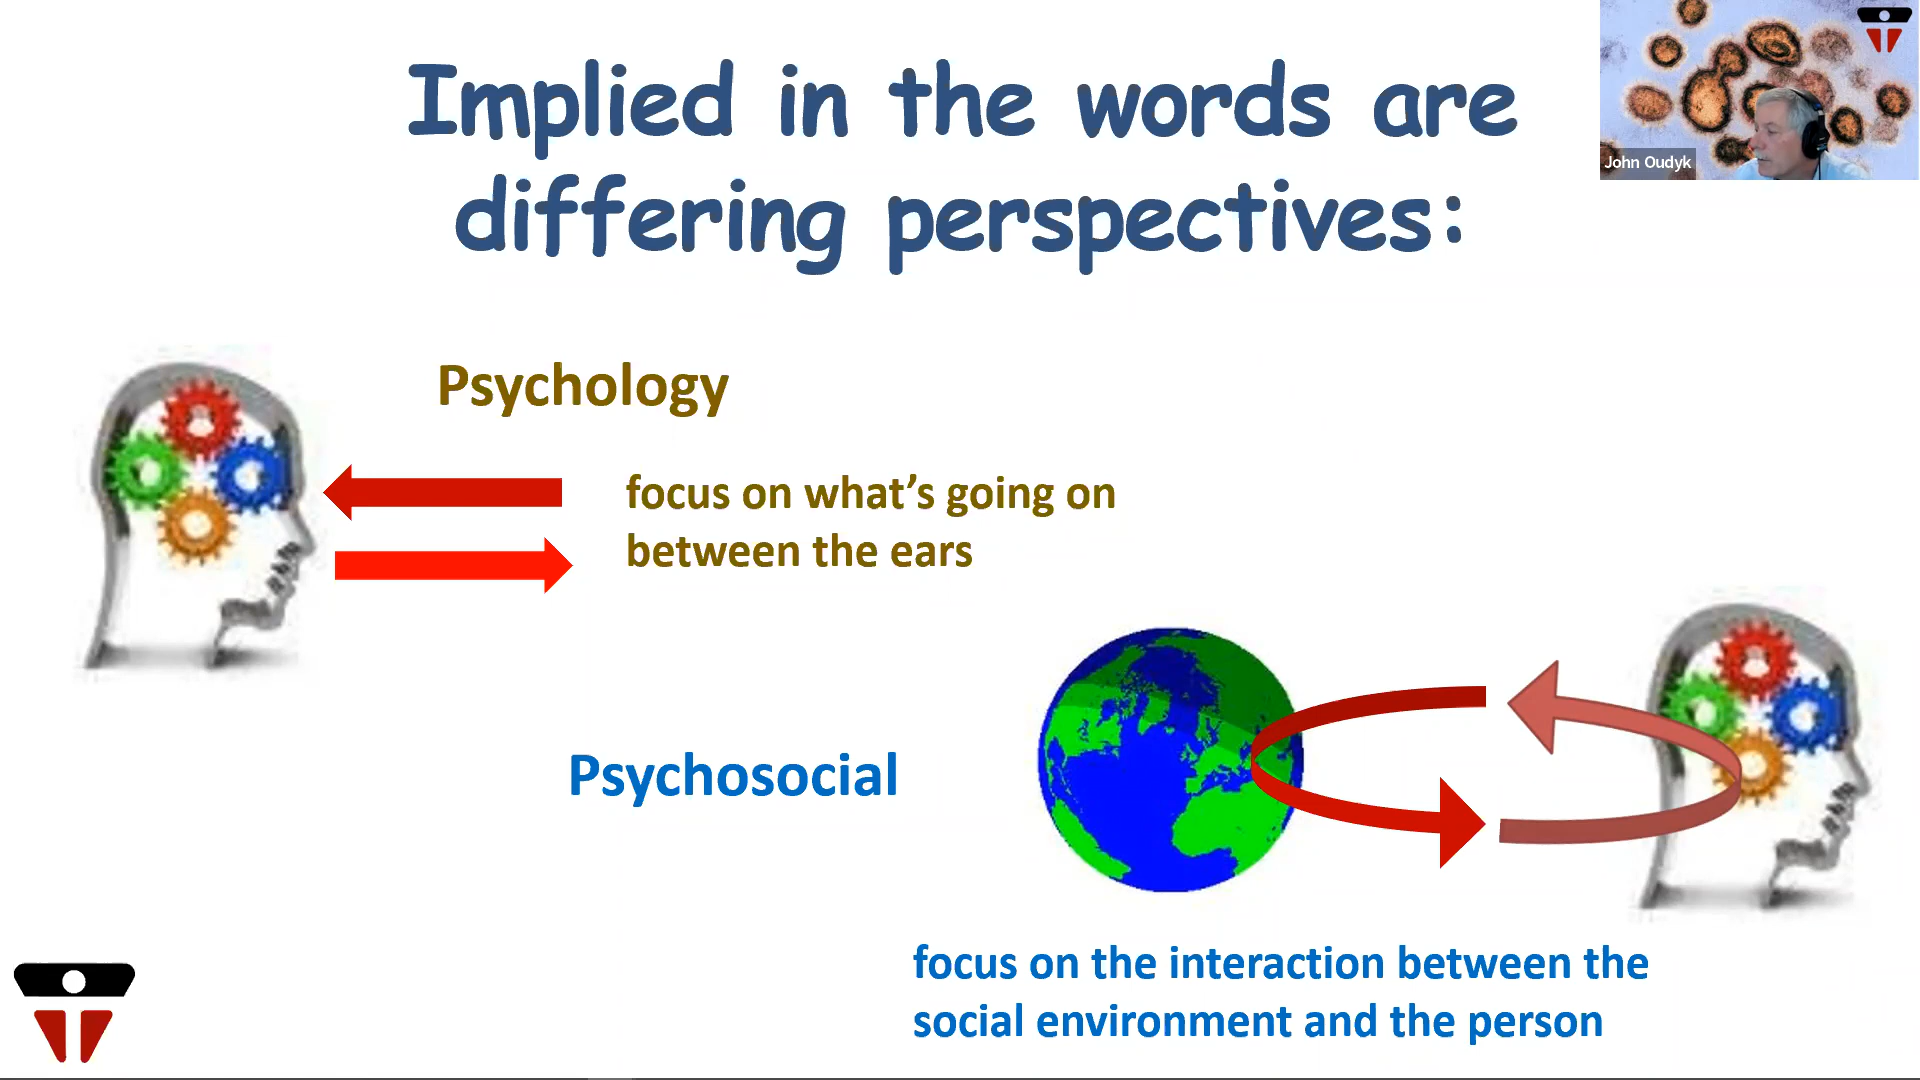 Implied in the words are
differing perspectives:
John Oudyk
Psychology
focus on what’s going on
between the ears
Psychosocial
focus on the interaction between the
social environment and the person